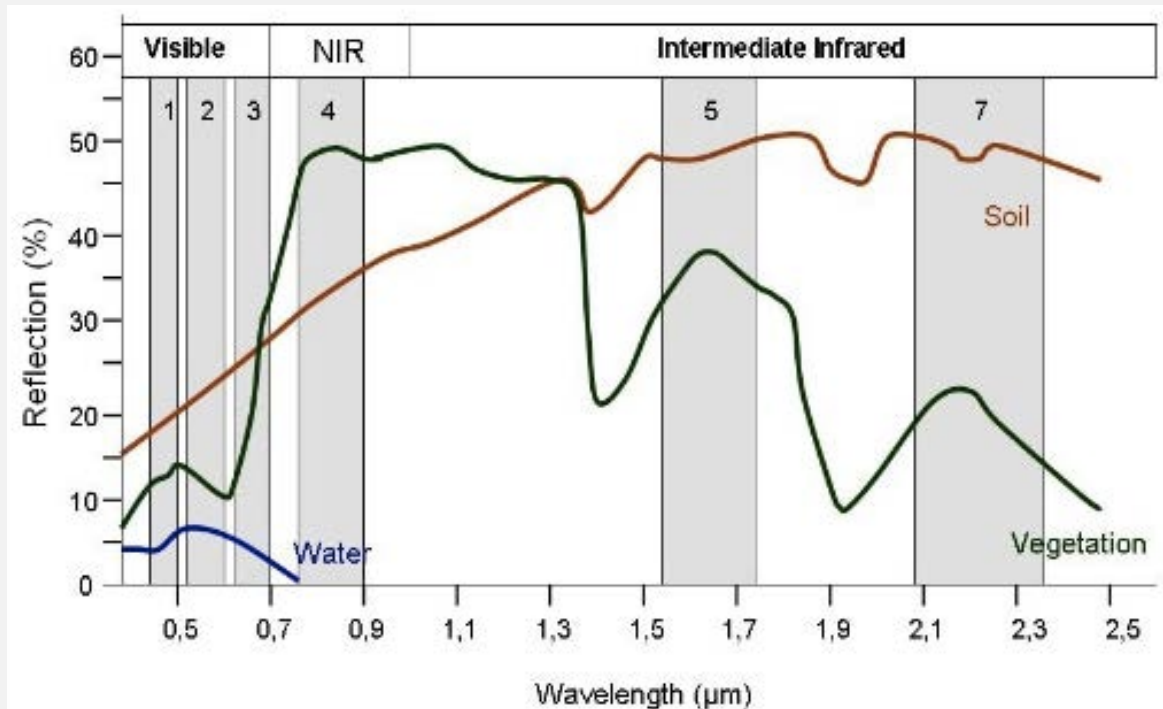 Visible NIR Intermediate Infrared
1 2 3 4 5 7
60
50
40
30
20
10
0
Reflection (%)
Soil
Water
Vegetation
0,5 0,7 0,9 1,1 1,3 1,5 1,7 1,9 2,1 2,3 2,5
Wavelength (µm)